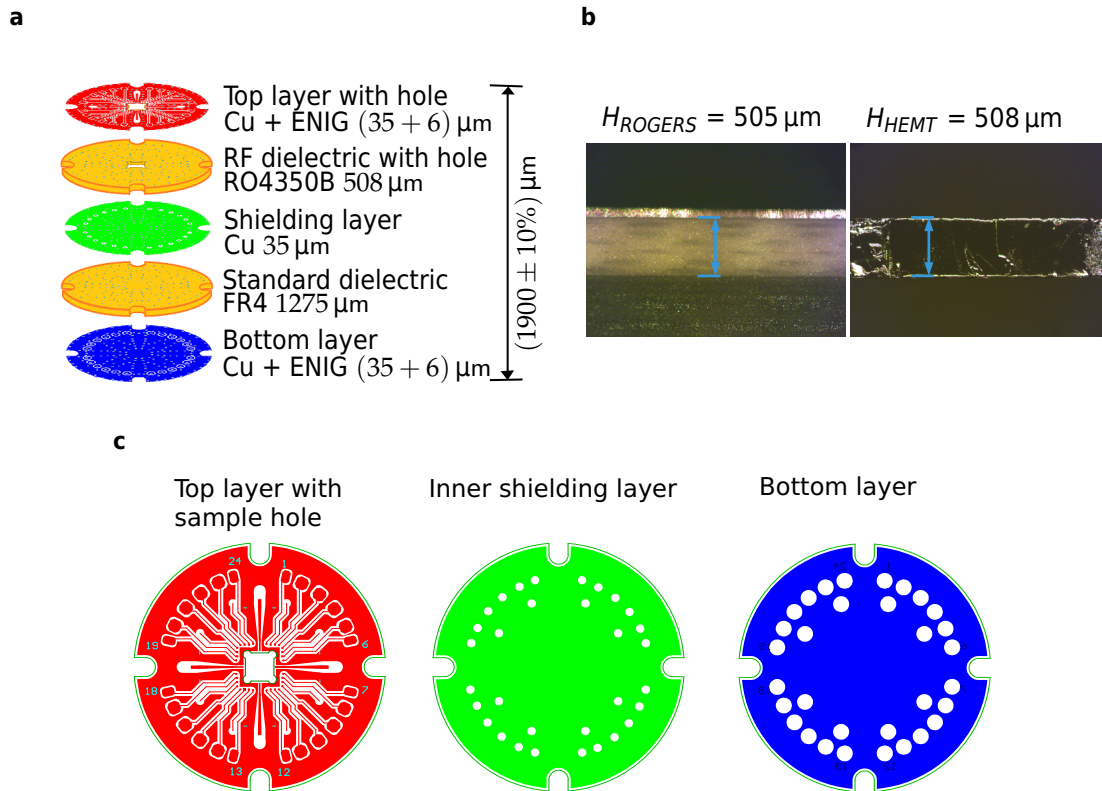 a
Top layer with hole
Cu + ENIG (35 + 6) µm
RF dielectric with hole
RO4350B 508 µm
Shielding layer
Cu 35 µm
Standard dielectric
FR4 1275 µm
Bottom layer
Cu + ENIG (35 + 6) µm
(1900 ± 10%) µm
b
H_ROGERS = 505 µm
H_HEMT = 508 µm
c
Top layer with
sample hole
24 1
19 6
18 7
13 12
Inner shielding layer
Bottom layer